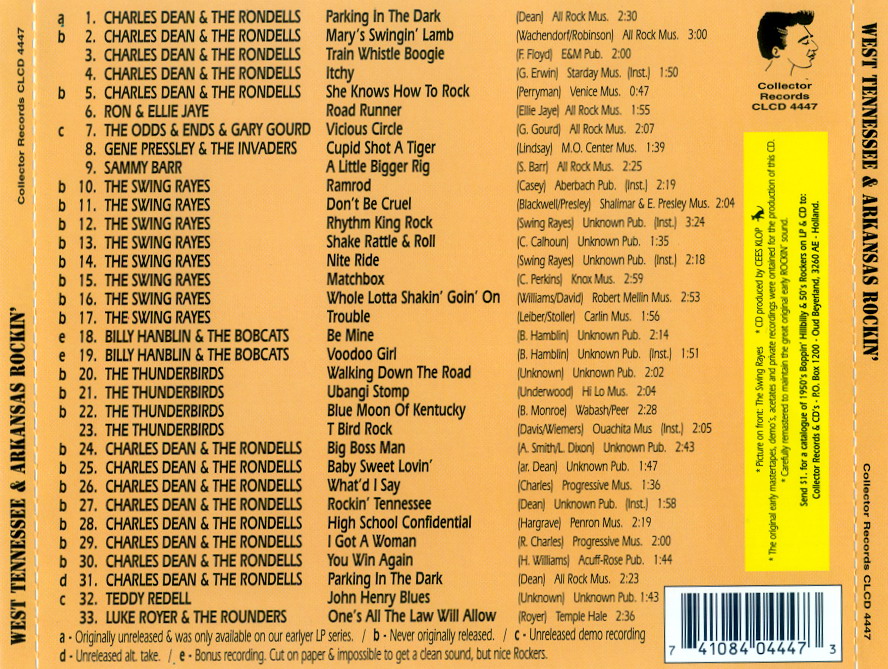 a 1. CHARLES DEAN & THE RONDELLS Parking In The Dark (Dean) All Rock Mus. 2:30
b 2. CHARLES DEAN & THE RONDELLS Mary's Swingin' Lamb (Wachendorf/Robinson) All Rock Mus. 3:00
3. CHARLES DEAN & THE RONDELLS Train Whistle Boogie (F. Floyd) E&M Pub. 2:00
4. CHARLES DEAN & THE RONDELLS Itchy (G. Erwin) Starday Mus. (Inst.) 1:50
b 5. CHARLES DEAN & THE RONDELLS She Knows How To Rock (Perryman) Venice Mus. 0:47
6. RON & ELLIE JAYE Road Runner (Ellie Jaye) All Rock Mus. 1:55
c 7. THE ODDS & ENDS & GARY GOURD Vicious Circle (G. Gourd) All Rock Mus. 2:07
8. GENE PRESSLEY & THE INVADERS Cupid Shot A Tiger (Lindsay) M.O. Center Mus. 1:39
9. SAMMY BARR A Little Bigger Rig (S. Barr) All Rock Mus. 2:25
b 10. THE SWING RAYES Ramrod (Casey) Aberbach Pub. (Inst.) 2:19
b 11. THE SWING RAYES Don't Be Cruel (Blackwell/Presley) Shalimar & E. Presley Mus. 2:04
b 12. THE SWING RAYES Rhythm King Rock (Swing Rayes) Unknown Pub. (Inst.) 3:24
b 13. THE SWING RAYES Shake Rattle & Roll (C. Calhoun) Unknown Pub. 1:35
b 14. THE SWING RAYES Nite Ride (Swing Rayes) Unknown Pub. (Inst.) 2:18
b 15. THE SWING RAYES Matchbox (C. Perkins) Knox Mus. 2:59
b 16. THE SWING RAYES Whole Lotta Shakin' Goin' On (Williams/David) Robert Mellin Mus. 2:53
b 17. THE SWING RAYES Trouble (Leiber/Stoller) Carlin Mus. 1:56
e 18. BILLY HANBLIN & THE BOBCATS Be Mine (B. Hamblin) Unknown Pub. 2:14
e 19. BILLY HANBLIN & THE BOBCATS Voodoo Girl (B. Hamblin) Unknown Pub. (Inst.) 1:51
b 20. THE THUNDERBIRDS Walking Down The Road (Unknown) Unknown Pub. 2:02
b 21. THE THUNDERBIRDS Ubangi Stomp (Underwood) Hi Lo Mus. 2:04
b 22. THE THUNDERBIRDS Blue Moon Of Kentucky (B. Monroe) Wabash/Peer 2:28
23. THE THUNDERBIRDS T Bird Rock (Davis/Wiemers) Ouachita Mus (Inst.) 2:05
b 24. CHARLES DEAN & THE RONDELLS Big Boss Man (A. Smith/L. Dixon) Unknown Pub. 2:43
b 25. CHARLES DEAN & THE RONDELLS Baby Sweet Lovin' (ar. Dean) Unknown Pub. 1:47
b 26. CHARLES DEAN & THE RONDELLS What'd I Say (Charles) Progressive Mus. 1:36
b 27. CHARLES DEAN & THE RONDELLS Rockin' Tennessee (Dean) Unknown Pub. (Inst.) 1:58
b 28. CHARLES DEAN & THE RONDELLS High School Confidential (Hargrave) Penron Mus. 2:19
b 29. CHARLES DEAN & THE RONDELLS I Got A Woman (R. Charles) Progressive Mus. 2:00
b 30. CHARLES DEAN & THE RONDELLS You Win Again (H. Williams) Acuff-Rose Pub. 1:44
d 31. CHARLES DEAN & THE RONDELLS Parking In The Dark (Dean) All Rock Mus. 2:23
c 32. TEDDY REDELL John Henry Blues (Unknown) Unknown Pub. 1:43
33. LUKE ROYER & THE ROUNDERS One's All The Law Will Allow (Royer) Temple Hale 2:36
a - Originally unreleased & was only available on our earlyer LP series. / b - Never originally released. / c - Unreleased demo recording
d - Unreleased alt. take. / e - Bonus recording. Cut on paper & impossible to get a clean sound, but nice Rockers.
Collector
Records
CLCD 4447
* Picture on front: The Swing Rayes * CD produced by CEES KLOP
* The original early mastertapes, demo's, acetates and private recordings were ontained for the production of this CD.
* Carefully remastered to maintain the great original early ROCKIN' sound.
Send $1. for a catalogue of 1950's Boppin' Hillbilly & 50's Rockers on LP & CD to:
Collector Records & CD's - P.O. Box 1200 - Oud Beyerland, 3260 AE - Holland.
7 41084 04447 3
Collector Records CLCD 4447
WEST TENNESSEE & ARKANSAS ROCKIN'
WEST TENNESSEE & ARKANSAS ROCKIN'
Collector Records CLCD 4447